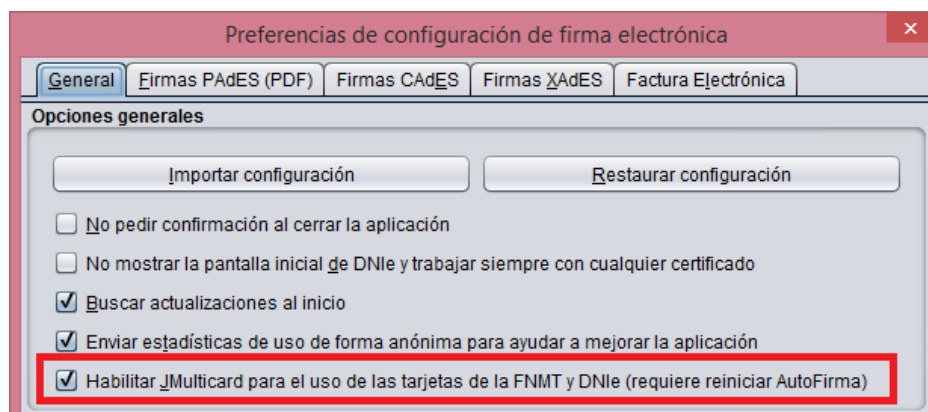 Preferencias de configuración de firma electrónica
General Firmas PAdES (PDF) Firmas CAdES Firmas XAdES Factura Electrónica
Opciones generales
Importar configuración Restaurar configuración
No pedir confirmación al cerrar la aplicación
No mostrar la pantalla inicial de DNIe y trabajar siempre con cualquier certificado
Buscar actualizaciones al inicio
Enviar estadísticas de uso de forma anónima para ayudar a mejorar la aplicación
Habilitar JMulticard para el uso de las tarjetas de la FNMT y DNIe (requiere reiniciar AutoFirma)